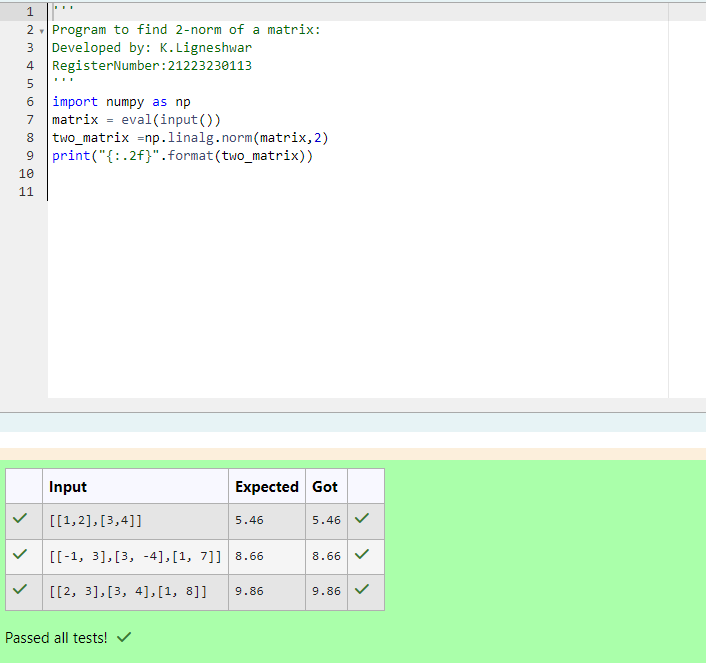 1 '''
2 Program to find 2-norm of a matrix:
3 Developed by: K.Ligneshwar
4 RegisterNumber:21223230113
5 '''
6 import numpy as np
7 matrix = eval(input())
8 two_matrix =np.linalg.norm(matrix,2)
9 print("{:.2f}".format(two_matrix))
10
11
Input Expected Got
[[1,2],[3,4]] 5.46 5.46
[[-1, 3],[3, -4],[1, 7]] 8.66 8.66
[[2, 3],[3, 4],[1, 8]] 9.86 9.86
Passed all tests!